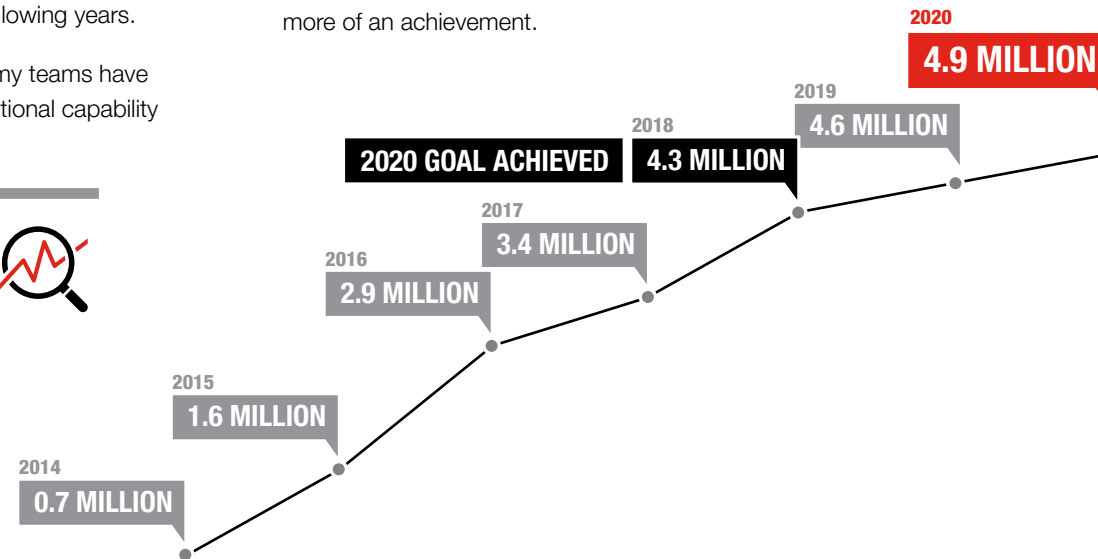 lowing years.
my teams have
tional capability
more of an achievement.
2020
4.9 MILLION
2019
4.6 MILLION
2018
2020 GOAL ACHIEVED
4.3 MILLION
2017
3.4 MILLION
2016
2.9 MILLION
2015
1.6 MILLION
2014
0.7 MILLION